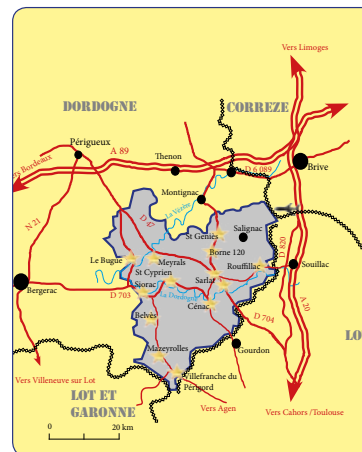 Vers Limoges
DORDOGNE
CORREZE
Périgueux
A 89
Vers Bordeaux
Thenon
D 6 089
Brive
Montignac
La Vézère
N 21
D 47
St Geniès
Salignac
Borne 120
D 820
Le Bugue
Meyrals
Rouffillac
Souillac
St Cyprien
Sarlat
Bergerac
Siorac
D 703
La Dordogne
A 20
Cénac
Belvès
D 704
LO
Mazeyrolles
Gourdon
Vers Villeneuve sur Lot
Villefranche du
Périgord
LOT ET
GARONNE
Vers Agen
Vers Cahors /Toulouse
0 20 km